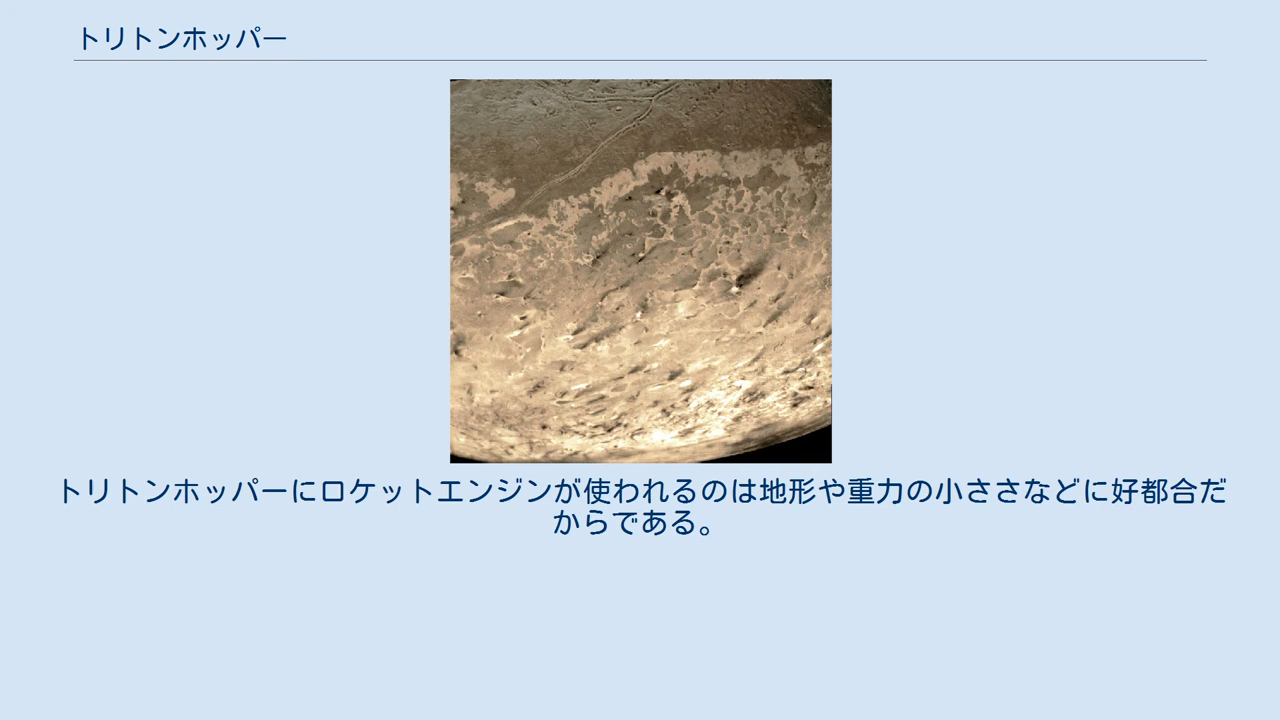 トリトンホッパー
トリトンホッパーにロケットエンジンが使われるのは地形や重力の小ささなどに好都合だ
からである。